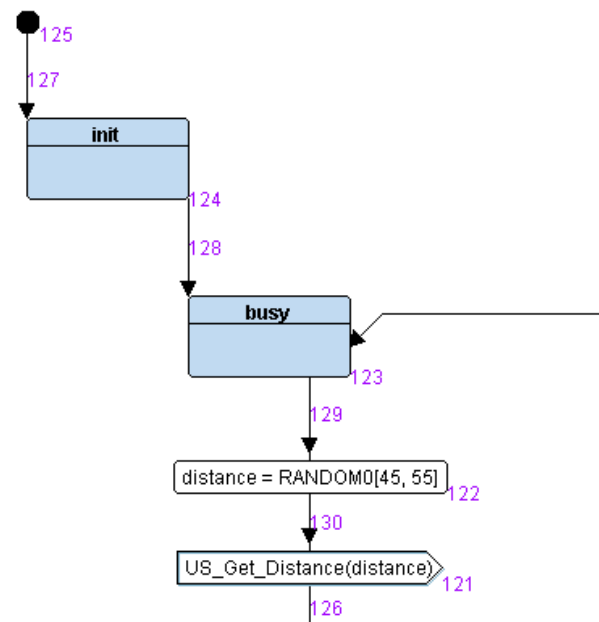 125
127
init
124
128
busy
123
129
distance = RANDOM0[45, 55]
122
130
US_Get_Distance(distance)
121
126